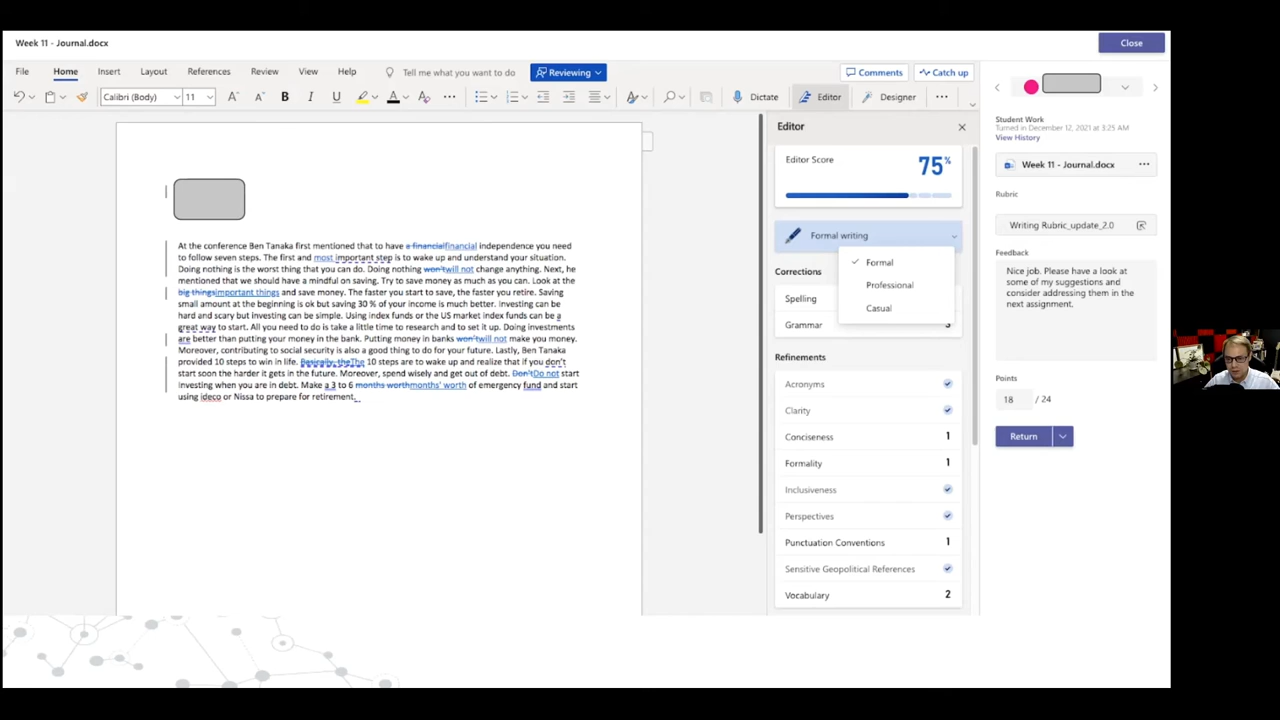 Week 11 - Journal.docx
Close
File Home Insert Layout References Review View Help Tell me what you want to do Reviewing Comments Catch up
Calibri (Body) 11 B I U A Dictate Editor Designer
Editor
Editor Score
75%
Formal writing
Formal
Professional
Casual
Corrections
Spelling
Grammar
Refinements
Acronyms
Clarity
Conciseness 1
Formality 1
Inclusiveness
Perspectives
Punctuation Conventions 1
Sensitive Geopolitical References
Vocabulary 2
At the conference Ben Tanaka first mentioned that to have a financialfinancial independence you need
to follow seven steps. The first and most important step is to wake up and understand your situation.
Doing nothing is the worst thing that you can do. Doing nothing won'twill not change anything. Next, he
mentioned that we should have a mindful on saving. Try to save money as much as you can. Look at the
big thingsimportant things and save money. The faster you start to save, the faster you retire. Saving
small amount at the beginning is ok but saving 30 % of your income is much better. Investing can be
hard and scary but investing can be simple. Using index funds or the US market index funds can be a
great way to start. All you need to do is take a little time to research and to set it up. Doing investments
are better than putting your money in the bank. Putting money in banks won'twill not make you money.
Moreover, contributing to social security is also a good thing to do for your future. Lastly, Ben Tanaka
provided 10 steps to win in life. Basically, theThe 10 steps are to wake up and realize that if you don't
start soon the harder it gets in the future. Moreover, spend wisely and get out of debt. Don'tDo not start
investing when you are in debt. Make a 3 to 6 months worthmonths' worth of emergency fund and start
using ideco or Nissa to prepare for retirement.
Student Work
Turned in December 12, 2021 at 3:25 AM
View History
Week 11 - Journal.docx
Rubric
Writing Rubric_update_2.0
Feedback
Nice job. Please have a look at
some of my suggestions and
consider addressing them in the
next assignment.
Points
18 / 24
Return